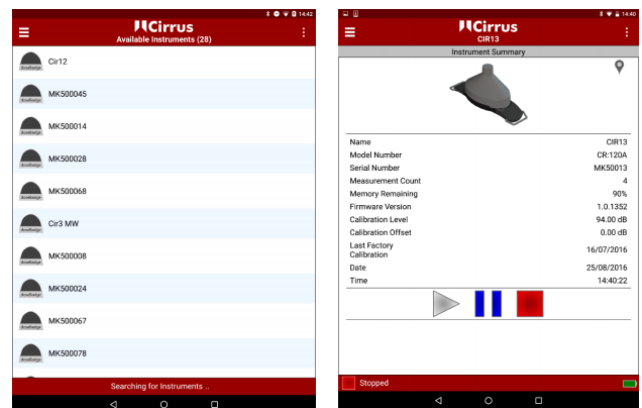 14:42
Cirrus
Available Instruments (28)
Cir12
MK500045
MK500014
MK500028
MK500068
Cir3 MW
MK500008
MK500024
MK500067
MK500078
Searching for Instruments ..
14:40
Cirrus
CIR13
Instrument Summary
Name CIR13
Model Number CR:120A
Serial Number MK50013
Measurement Count 4
Memory Remaining 90%
Firmware Version 1.0.1352
Calibration Level 94.00 dB
Calibration Offset 0.00 dB
Last Factory
Calibration 16/07/2016
Date 25/08/2016
Time 14:40:22
Stopped